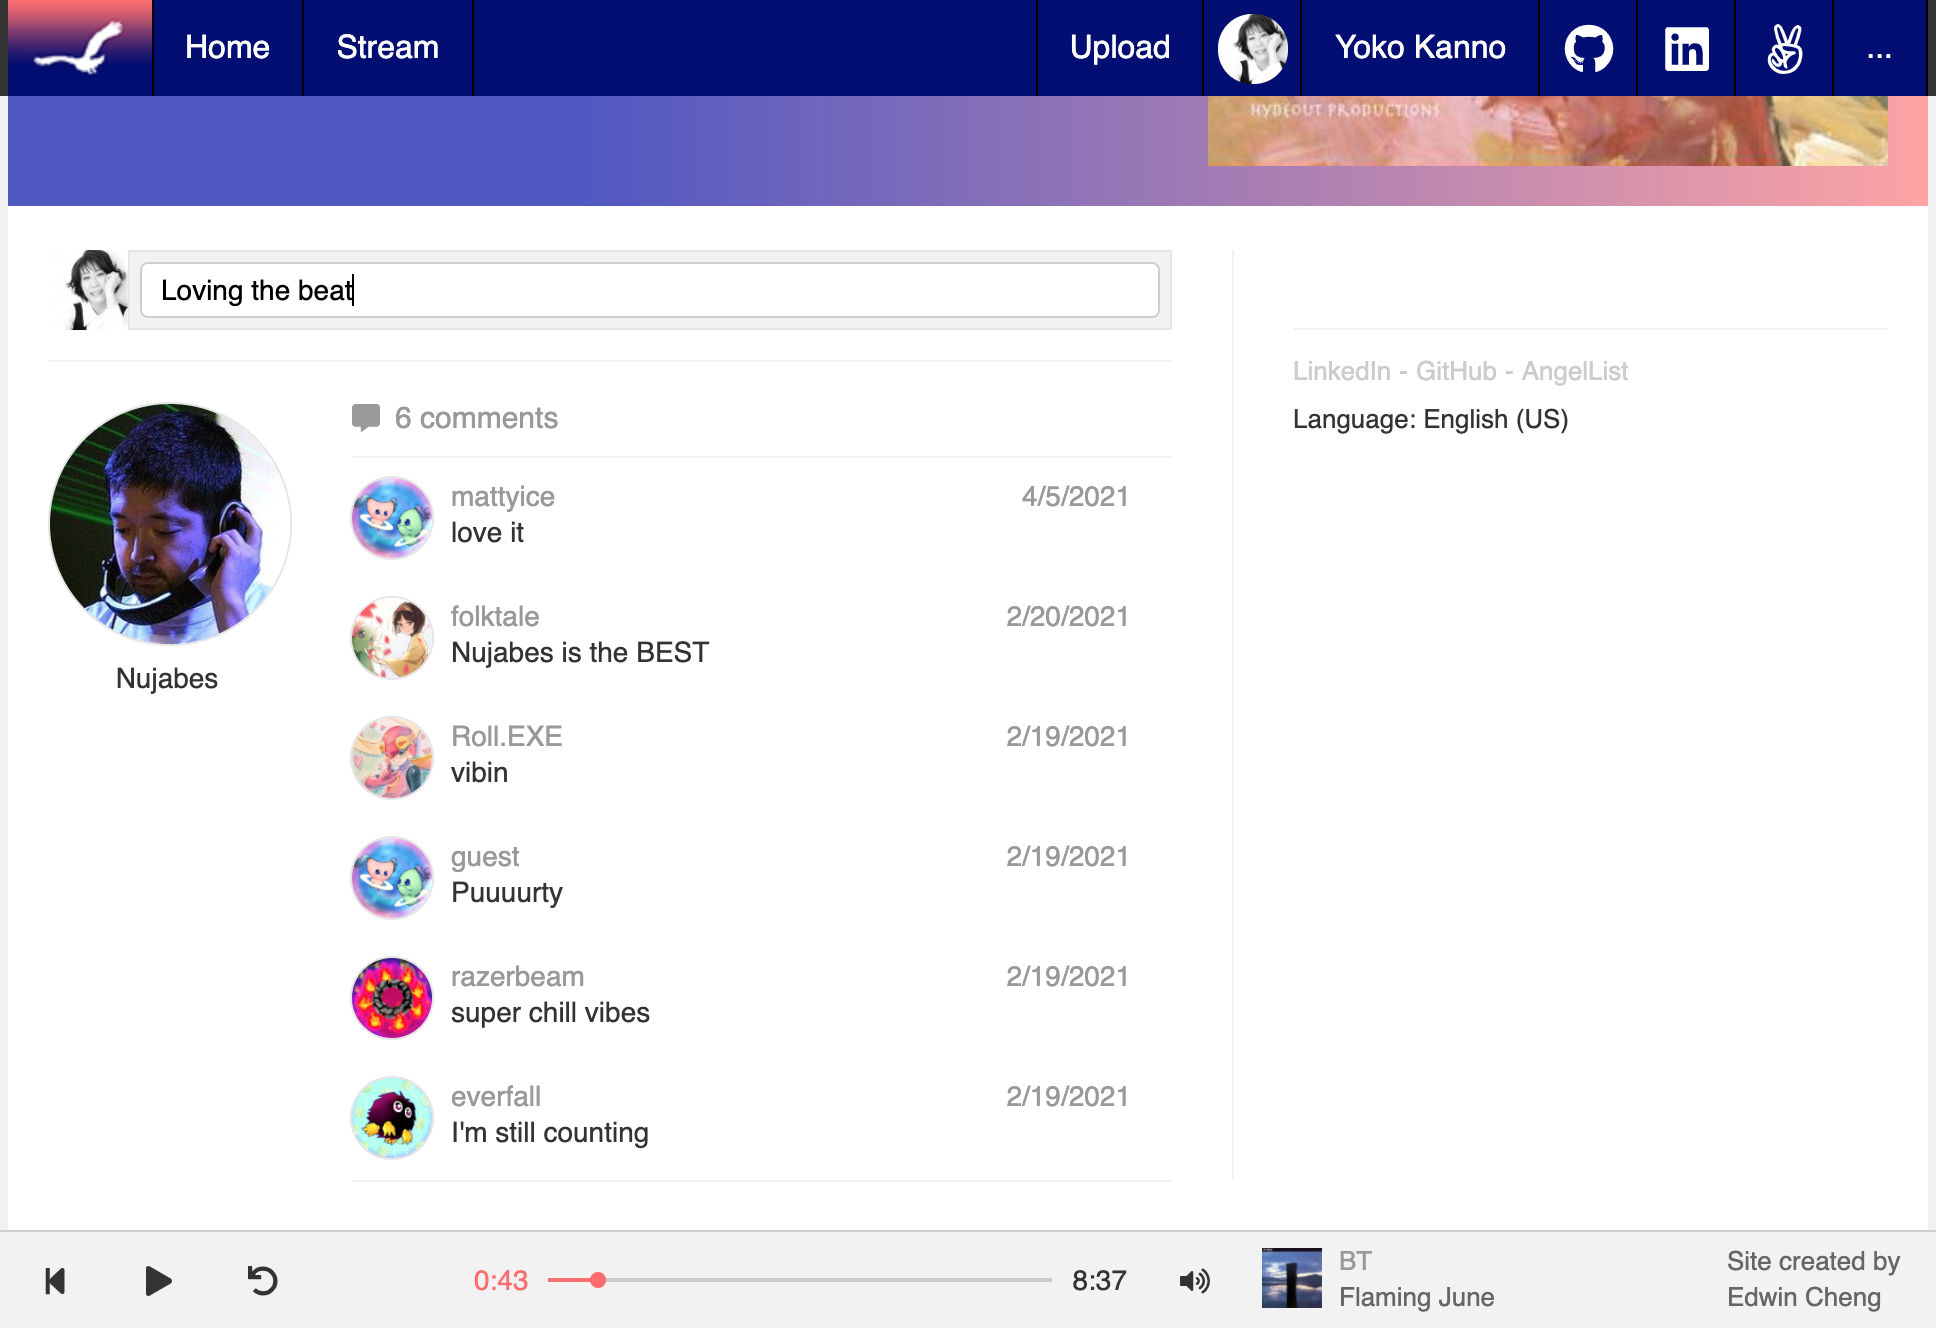 Home
Stream
Upload
Yoko Kanno
...
HYDEOUT PRODUCTIONS
Loving the beat
6 comments
mattyice 4/5/2021
love it
folktale 2/20/2021
Nujabes is the BEST
Roll.EXE 2/19/2021
vibin
guest 2/19/2021
Puuuurty
razerbeam 2/19/2021
super chill vibes
everfall 2/19/2021
I'm still counting
Nujabes
LinkedIn - GitHub - AngelList
Language: English (US)
0:43
8:37
BT
Flaming June
Site created by
Edwin Cheng